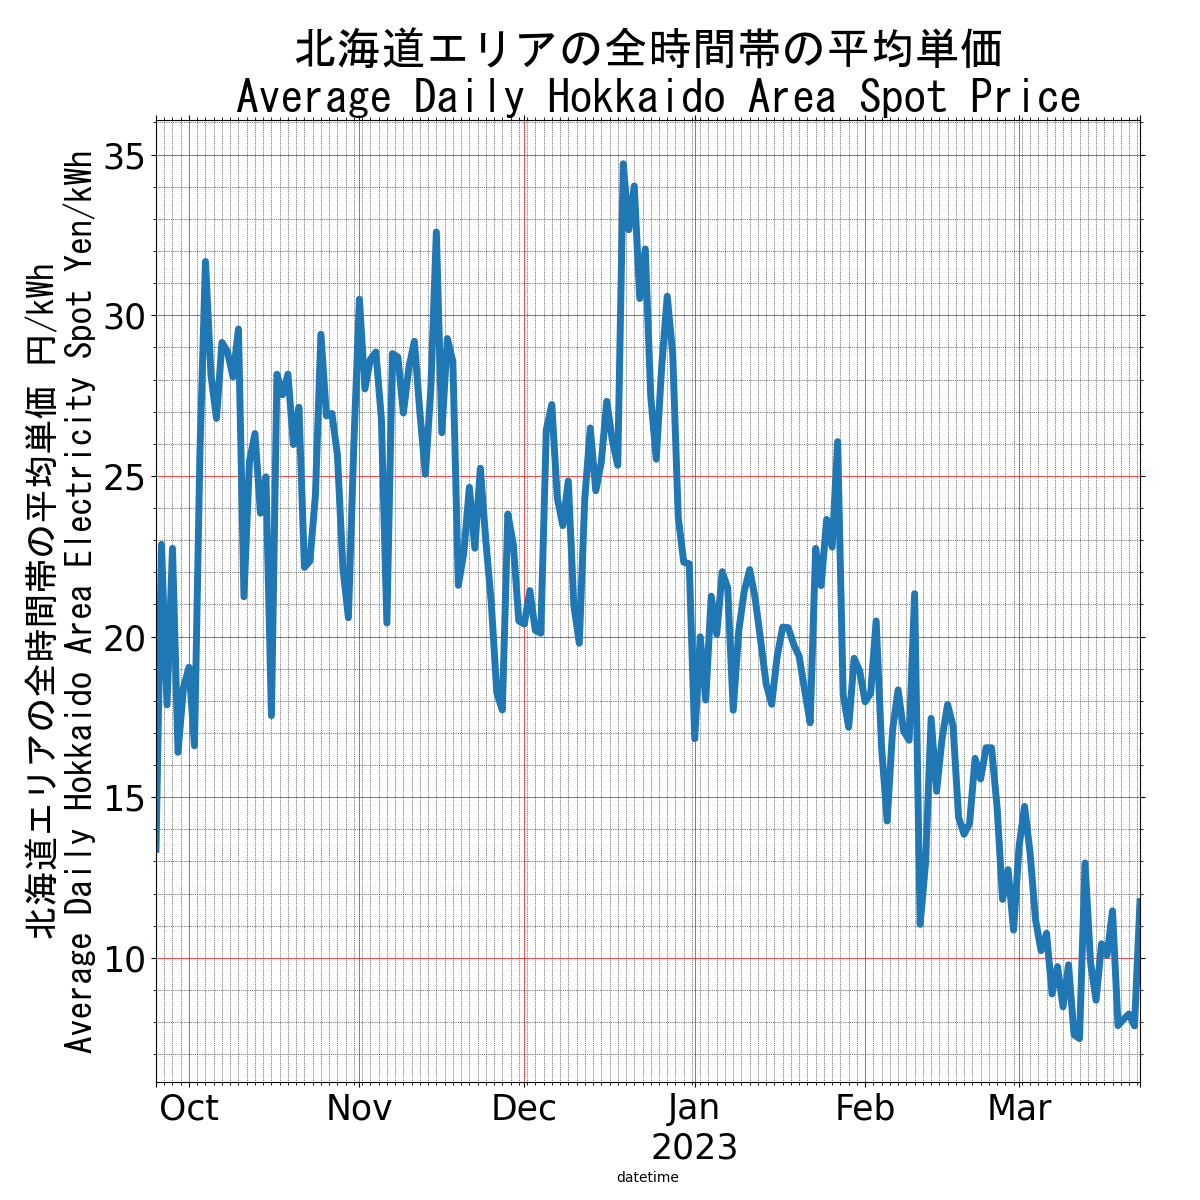 北海道エリアの全時間帯の平均単価
Average Daily Hokkaido Area Spot Price
北海道エリアの全時間帯の平均単価 円/kWh
Average Daily Hokkaido Area Electricity Spot Yen/kWh
35
30
25
20
15
10
Oct
Nov
Dec
Jan
Feb
Mar
2023
datetime